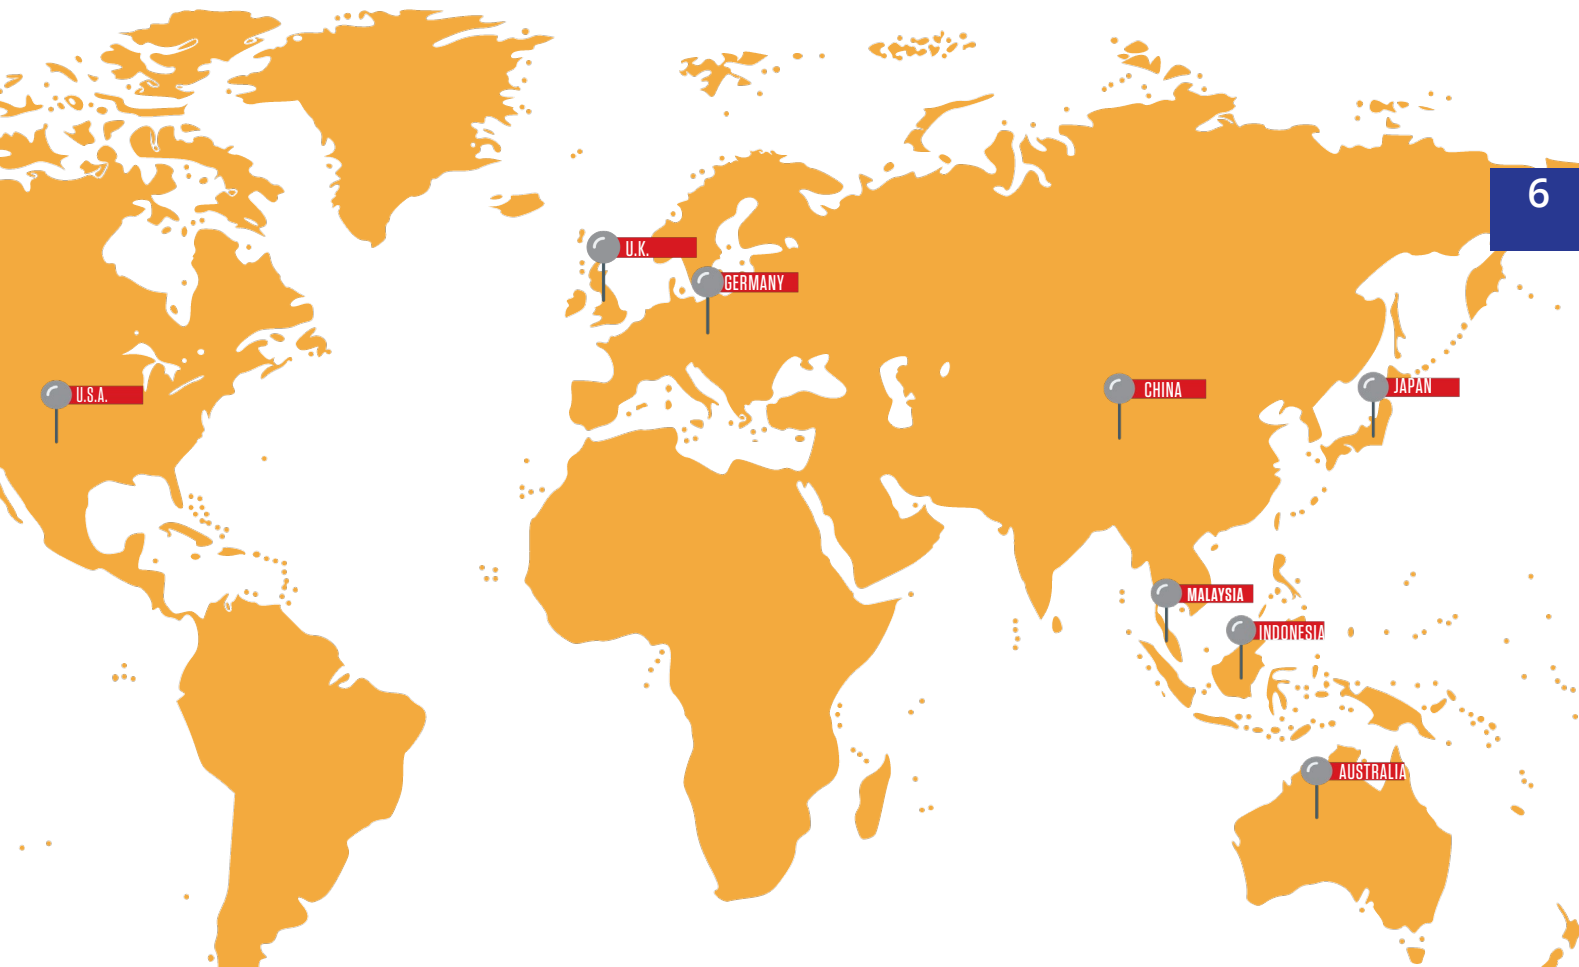 6
U.K.
GERMANY
U.S.A.
CHINA
JAPAN
MALAYSIA
INDONESIA
AUSTRALIA